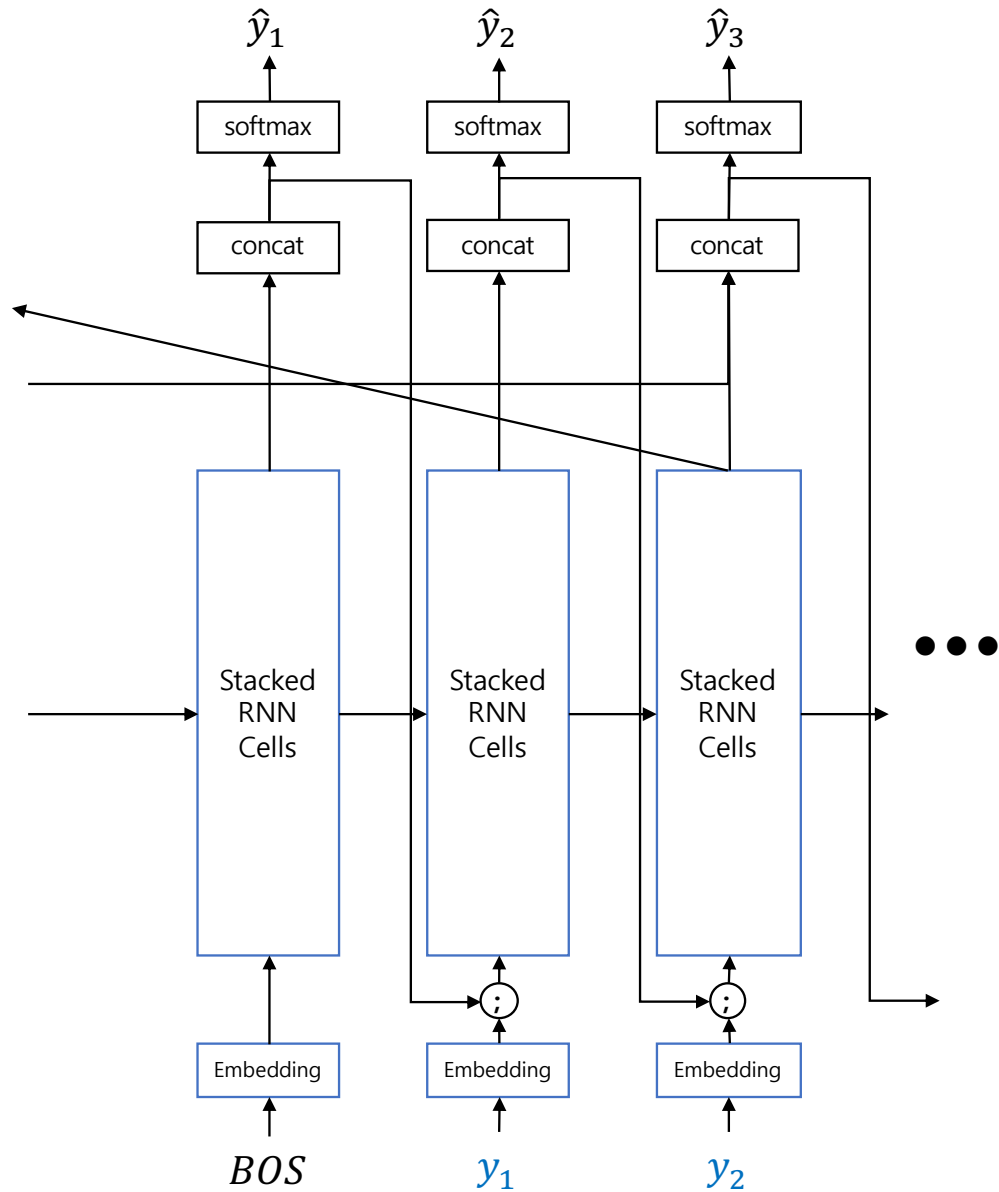 ŷ₁ ŷ₂ ŷ₃
softmax softmax softmax
concat concat concat
Stacked Stacked Stacked
RNN RNN RNN
Cells Cells Cells
; ;
Embedding Embedding Embedding
BOS y₁ y₂